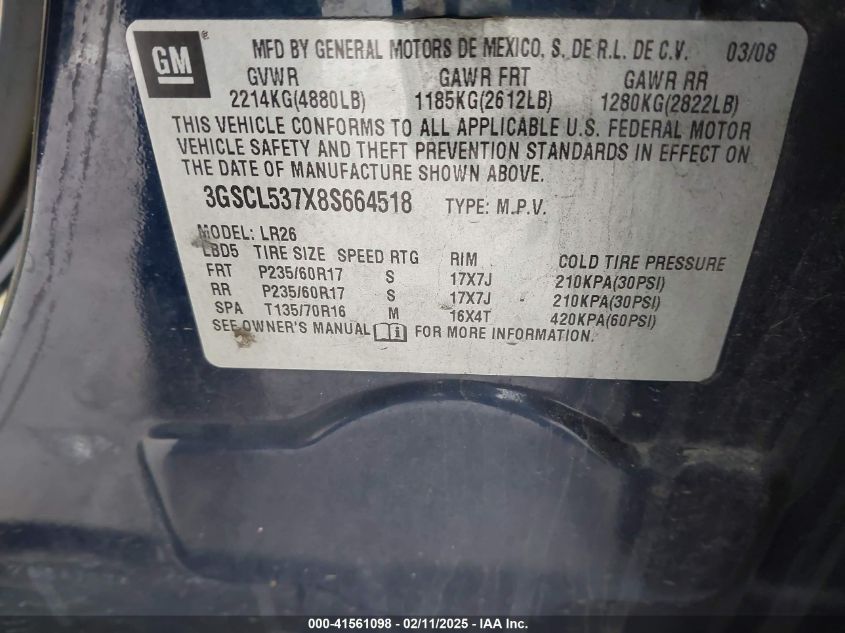 GM ®
MFD BY GENERAL MOTORS DE MEXICO, S. DE R.L. DE C.V. 03/08
GVWR GAWR FRT GAWR RR
2214KG(4880LB) 1185KG(2612LB) 1280KG(2822LB)
THIS VEHICLE CONFORMS TO ALL APPLICABLE U.S. FEDERAL MOTOR
VEHICLE SAFETY AND THEFT PREVENTION STANDARDS IN EFFECT ON
THE DATE OF MANUFACTURE SHOWN ABOVE.
3GSCL537X8S664518 TYPE: M.P.V.
MODEL: LR26
LBD5 TIRE SIZE SPEED RTG RIM COLD TIRE PRESSURE
FRT P235/60R17 S 17X7J 210KPA(30PSI)
RR P235/60R17 S 17X7J 210KPA(30PSI)
SPA T135/70R16 M 16X4T 420KPA(60PSI)
SEE OWNER'S MANUAL FOR MORE INFORMATION.
000-41561098 - 02/11/2025 - IAA Inc.